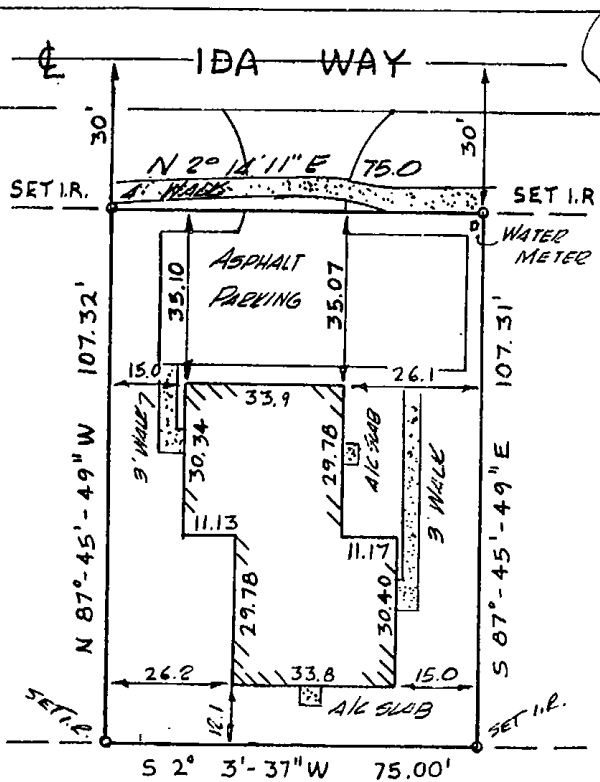 ℄ IDA WAY
30'
30'
N 2° 14' 11" E 75.0
SET I.R.
4' WALK
SET I.R
WATER
METER
ASPHALT
PARKING
35.10
35.07
107.32'
107.31'
15.0
26.1
33.9
3' WALK
30.34
29.78
A/C SLAB
3' WALK
N 87°-45'-49" W
S 87°-45'-49" E
11.13
11.17
29.78
30.40
26.2
33.8
15.0
SET I.R.
12.1
A/C SLAB
SET I.R.
S 2° 3'-37" W 75.00'